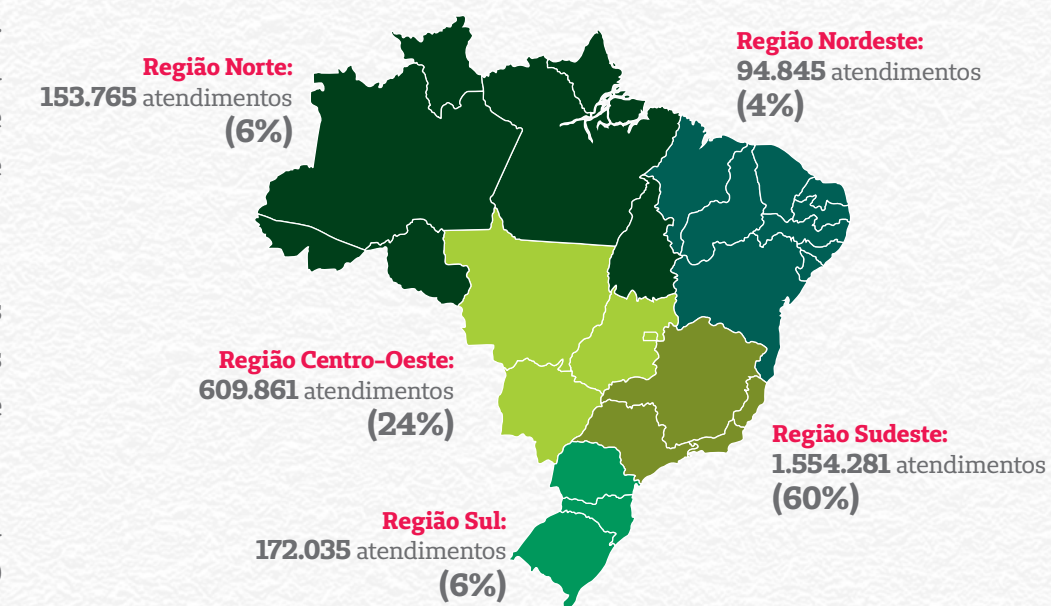 Região Norte:
153.765 atendimentos
(6%)
Região Nordeste:
94.845 atendimentos
(4%)
Região Centro-Oeste:
609.861 atendimentos
(24%)
Região Sudeste:
1.554.281 atendimentos
(60%)
Região Sul:
172.035 atendimentos
(6%)